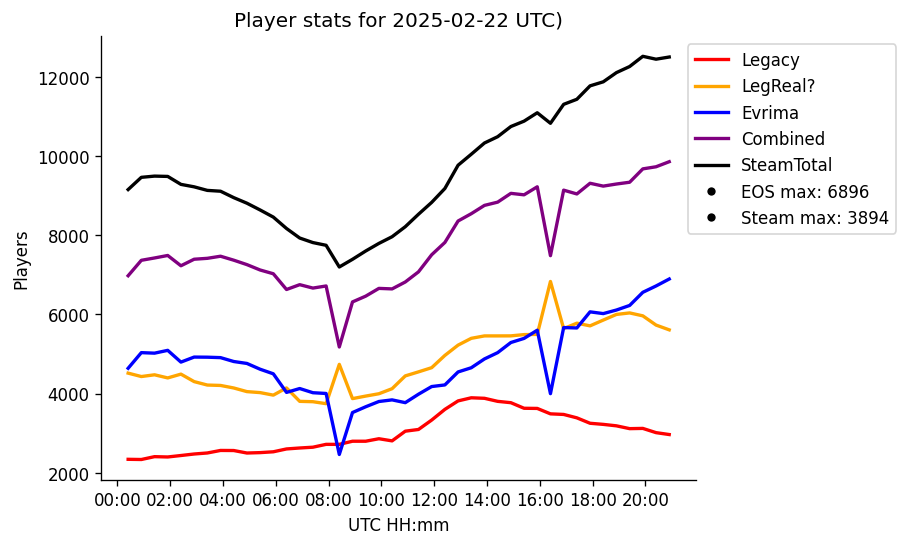 Player stats for 2025-02-22 UTC)
Players
12000
10000
8000
6000
4000
2000
00:00 02:00 04:00 06:00 08:00 10:00 12:00 14:00 16:00 18:00 20:00
UTC HH:mm
Legacy
LegReal?
Evrima
Combined
SteamTotal
EOS max: 6896
Steam max: 3894